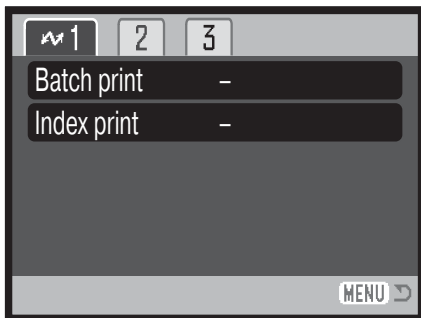 1 2 3
Batch print –
Index print –
MENU